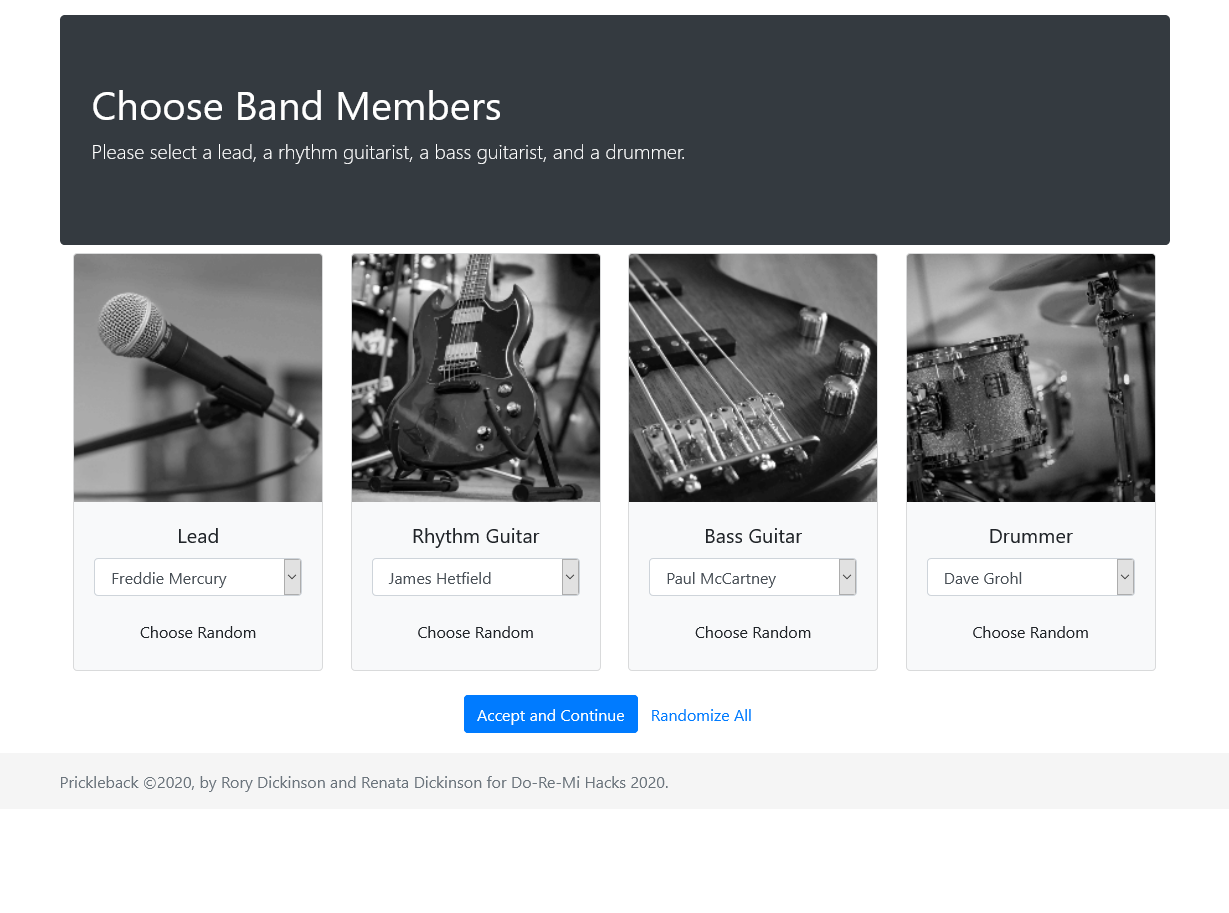 Choose Band Members
Please select a lead, a rhythm guitarist, a bass guitarist, and a drummer.
Lead
Freddie Mercury
Choose Random
Rhythm Guitar
James Hetfield
Choose Random
Bass Guitar
Paul McCartney
Choose Random
Drummer
Dave Grohl
Choose Random
Accept and Continue
Randomize All
Prickleback ©2020, by Rory Dickinson and Renata Dickinson for Do-Re-Mi Hacks 2020.